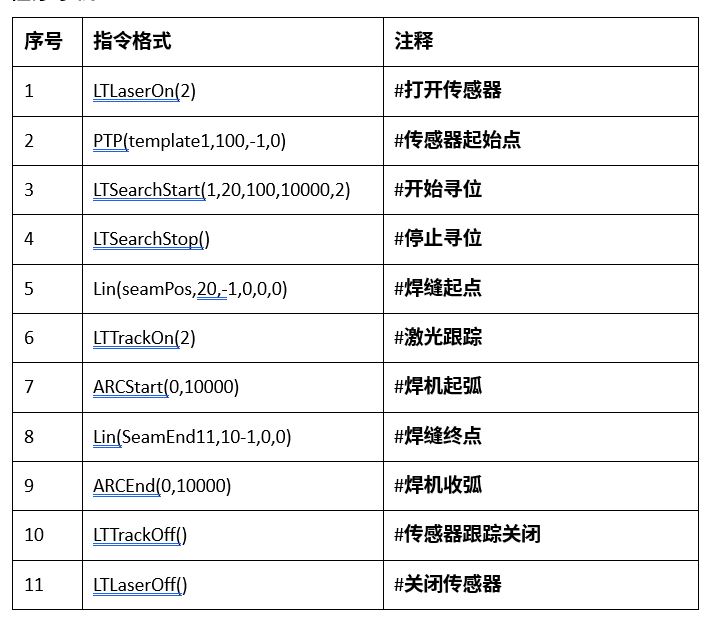 序号 指令格式 注释
1 LTLaserOn(2) #打开传感器
2 PTP(template1,100,-1,0) #传感器起始点
3 LTSearchStart(1,20,100,10000,2) #开始寻位
4 LTSearchStop() #停止寻位
5 Lin(seamPos,20,-1,0,0,0) #焊缝起点
6 LTTrackOn(2) #激光跟踪
7 ARCStart(0,10000) #焊机起弧
8 Lin(SeamEnd11,10-1,0,0) #焊缝终点
9 ARCEnd(0,10000) #焊机收弧
10 LTTrackOff() #传感器跟踪关闭
11 LTLaserOff() #关闭传感器